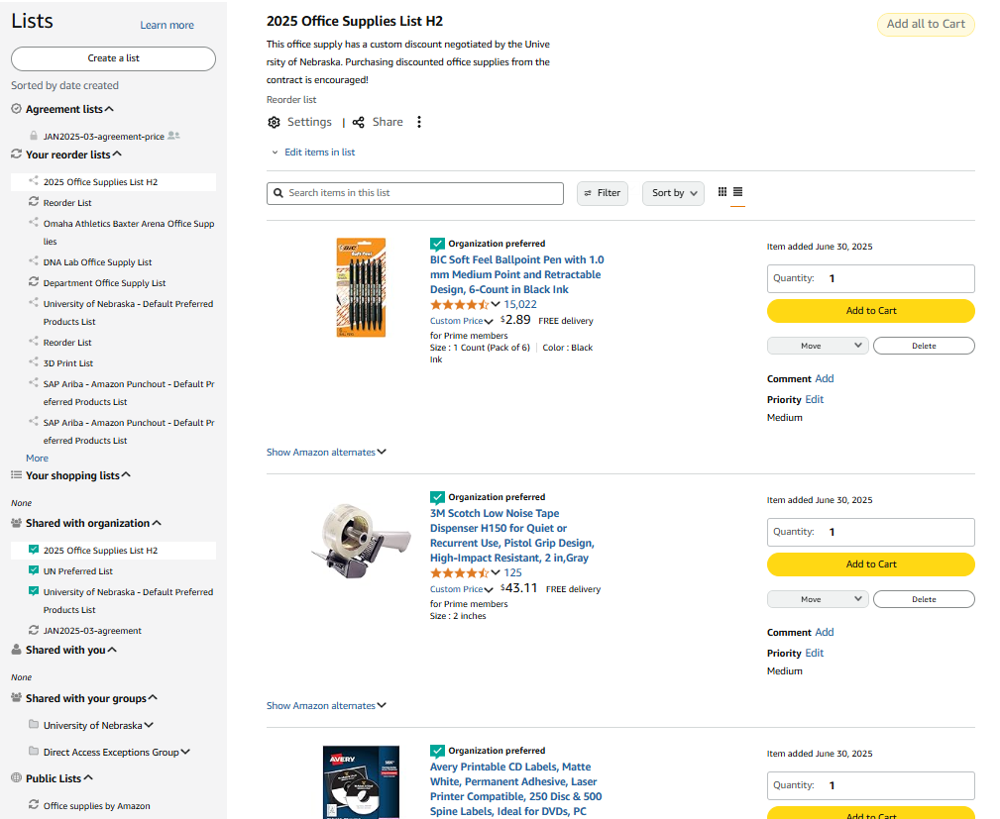 Lists
Learn more
Create a list
Sorted by date created
Agreement lists
JAN2025-03-agreement-price
Your reorder lists
2025 Office Supplies List H2
Reorder List
Omaha Athletics Baxter Arena Office Supp
lies
DNA Lab Office Supply List
Department Office Supply List
University of Nebraska - Default Preferred
Products List
Reorder List
3D Print List
SAP Ariba - Amazon Punchout - Default Pr
eferred Products List
SAP Ariba - Amazon Punchout - Default Pr
eferred Products List
More
Your shopping lists
None
Shared with organization
2025 Office Supplies List H2
UN Preferred List
University of Nebraska - Default Preferred
Products List
JAN2025-03-agreement
Shared with you
None
Shared with your groups
University of Nebraska
Direct Access Exceptions Group
Public Lists
Office supplies by Amazon
2025 Office Supplies List H2
Add all to Cart
This office supply has a custom discount negotiated by the Unive
rsity of Nebraska. Purchasing discounted office supplies from the
contract is encouraged!
Reorder list
Settings | Share
Edit items in list
Search items in this list
Filter
Sort by
BIC
Soft Feel
Organization preferred
BIC Soft Feel Ballpoint Pen with 1.0
mm Medium Point and Retractable
Design, 6-Count in Black Ink
15,022
Custom Price $2.89 FREE delivery
for Prime members
Size : 1 Count (Pack of 6) | Color : Black
Ink
Item added June 30, 2025
Quantity: 1
Add to Cart
Move
Delete
Comment Add
Priority Edit
Medium
Show Amazon alternates
Organization preferred
3M Scotch Low Noise Tape
Dispenser H150 for Quiet or
Recurrent Use, Pistol Grip Design,
High-Impact Resistant, 2 in,Gray
125
Custom Price $43.11 FREE delivery
for Prime members
Size : 2 inches
Item added June 30, 2025
Quantity: 1
Add to Cart
Move
Delete
Comment Add
Priority Edit
Medium
Show Amazon alternates
AVERY
Organization preferred
Avery Printable CD Labels, Matte
White, Permanent Adhesive, Laser
Printer Compatible, 250 Disc & 500
Spine Labels, Ideal for DVDs, PC
Item added June 30, 2025
Quantity: 1
Add to Cart